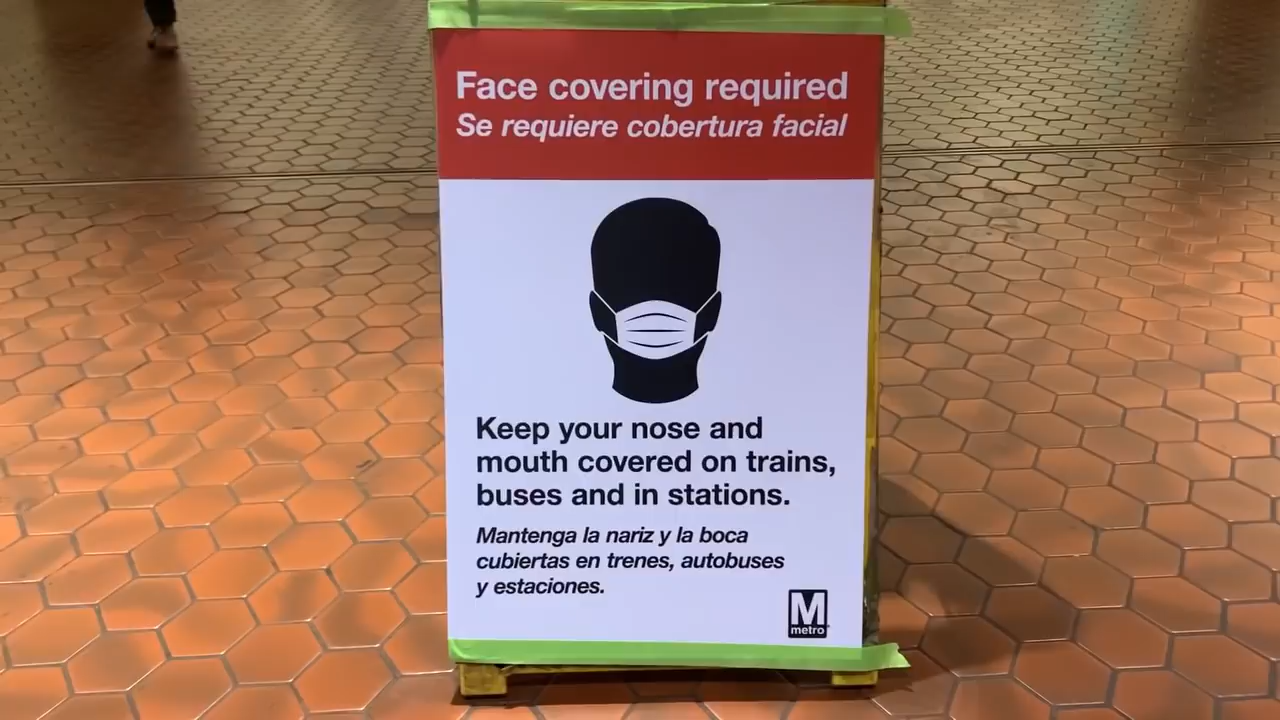 Face covering required
Se requiere cobertura facial
Keep your nose and
mouth covered on trains,
buses and in stations.
Mantenga la nariz y la boca
cubiertas en trenes, autobuses
y estaciones.
M
metro